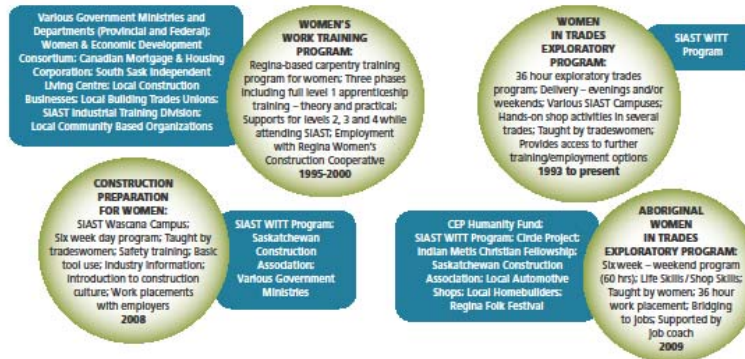 Various Government Ministries and
Departments (Provincial and Federel);
Women & Economic Development
Consortium; Canadian Mortgage & Housing
Corporation; South Sask Independent
Living Centre; Local Construction
Businesses; Local Building Trades Unions;
SIAST Industrial Training Division;
Local Community Based Organizations
WOMEN'S
WORK TRAINING
PROGRAM:
Regina-based carpentry training
program for women; Three phases
including full level 1 apprenticeship
training – theory and practical;
Supports for levels 2, 3 and 4 while
attending SIAST; Employment
with Regina Women's
Construction Cooperative
1995-2000
WOMEN
IN TRADES
EXPLORATORY
PROGRAM:
36 hour exploratory trades
program; Delivery – evenings and/or
weekends; Various SIAST Campuses;
Hands-on shop activities in several
trades; Taught by tradeswomen;
Provides access to further
training/employment options
1993 to present
SIAST WITT
Program
CONSTRUCTION
PREPARATION
FOR WOMEN:
SIAST Wascana Campus;
Six week day program; Taught by
tradeswomen; Safety training; Basic
tool use; Industry information;
Introduction to construction
culture; Work placements
with employers
2008
SIAST WITT Program;
Saskatchewan
Construction
Association;
Various Government
Ministries
CEP Humanity Fund;
SIAST WITT Program; Circle Project;
Indian Metis Christian Fellowship;
Saskatchewan Construction
Association; Local Automotive
Shops; Local Homebuilders;
Regina Folk Festival
ABORIGINAL
WOMEN
IN TRADES
EXPLORATORY PROGRAM:
Six week – weekend program
(60 hrs); Life Skills/Shop Skills;
Taught by women; 36 hour
work placement; Bridging
to jobs; Supported by
job coach
2009